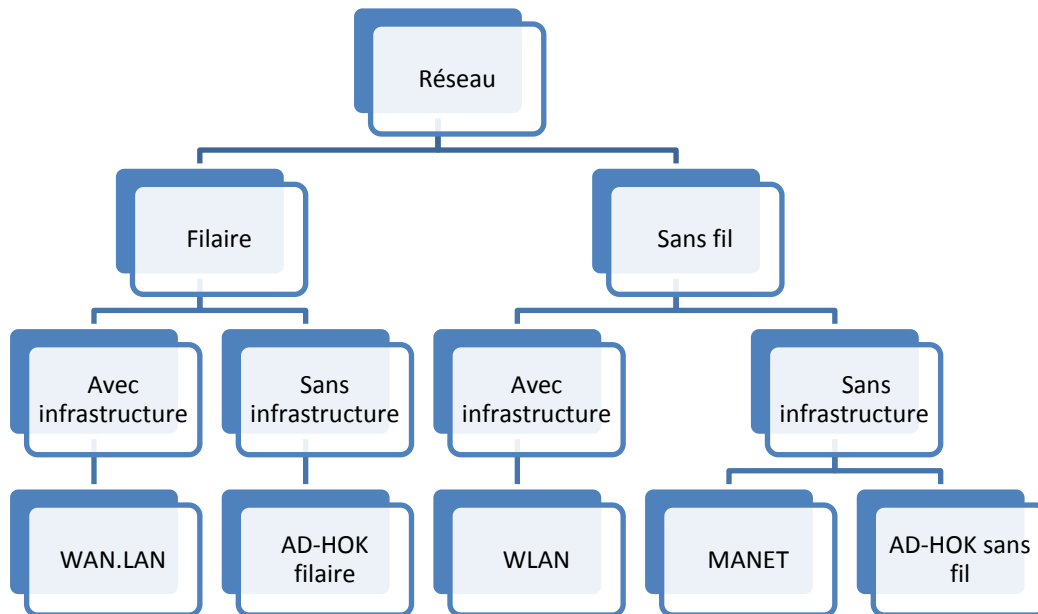 Réseau
Filaire
Sans fil
Avec
infrastructure
Sans
infrastructure
Avec
infrastructure
Sans
infrastructure
WAN.LAN
AD-HOK
filaire
WLAN
MANET
AD-HOK sans
fil